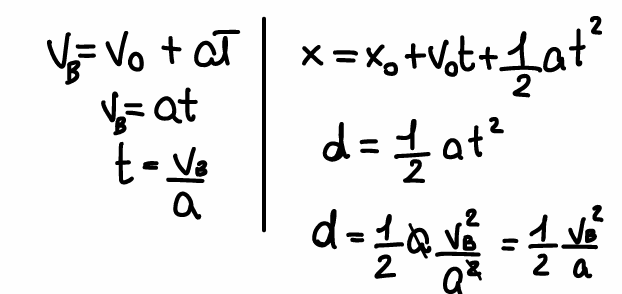 v_B = v_0 + at
v_B = at
t = v_B/a
x = x_0 + v_0t + 1/2 at^2
d = 1/2 at^2
d = 1/2 a v_B^2/a^2 = 1/2 v_B^2/a